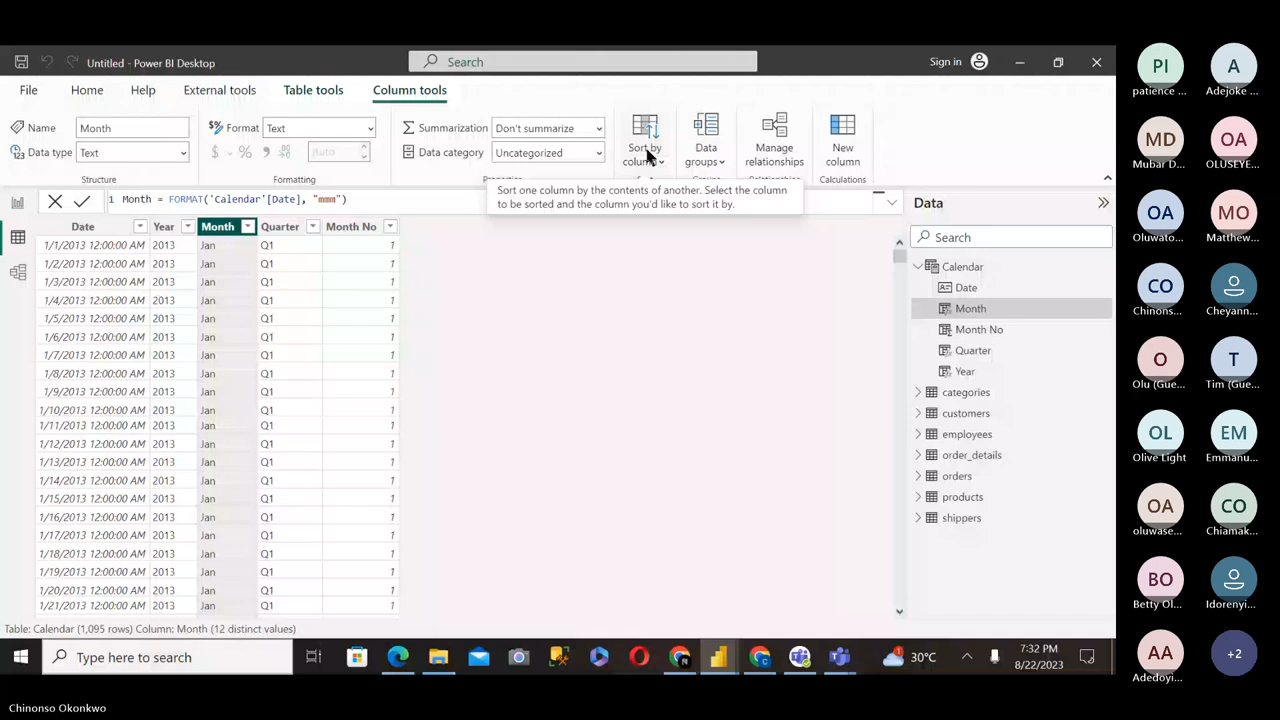 Untitled - Power BI Desktop
Search
Sign in
File
Home
Help
External tools
Table tools
Column tools
Name
Month
Format
Text
Summarization
Don't summarize
Data type
Text
$
%
9
Auto
Data category
Uncategorized
Sort by
column
Data
groups
Manage
relationships
New
column
Structure
Formatting
Properties
Sort
Groups
Relationships
Calculations
Sort one column by the contents of another. Select the column
to be sorted and the column you'd like to sort it by.
1 Month = FORMAT('Calendar'[Date], "mmm")
Date Year Month Quarter Month No
1/1/2013 12:00:00 AM 2013 Jan Q1 1
1/2/2013 12:00:00 AM 2013 Jan Q1 1
1/3/2013 12:00:00 AM 2013 Jan Q1 1
1/4/2013 12:00:00 AM 2013 Jan Q1 1
1/5/2013 12:00:00 AM 2013 Jan Q1 1
1/6/2013 12:00:00 AM 2013 Jan Q1 1
1/7/2013 12:00:00 AM 2013 Jan Q1 1
1/8/2013 12:00:00 AM 2013 Jan Q1 1
1/9/2013 12:00:00 AM 2013 Jan Q1 1
1/10/2013 12:00:00 AM 2013 Jan Q1 1
1/11/2013 12:00:00 AM 2013 Jan Q1 1
1/12/2013 12:00:00 AM 2013 Jan Q1 1
1/13/2013 12:00:00 AM 2013 Jan Q1 1
1/14/2013 12:00:00 AM 2013 Jan Q1 1
1/15/2013 12:00:00 AM 2013 Jan Q1 1
1/16/2013 12:00:00 AM 2013 Jan Q1 1
1/17/2013 12:00:00 AM 2013 Jan Q1 1
1/18/2013 12:00:00 AM 2013 Jan Q1 1
1/19/2013 12:00:00 AM 2013 Jan Q1 1
1/20/2013 12:00:00 AM 2013 Jan Q1 1
1/21/2013 12:00:00 AM 2013 Jan Q1 1
Table: Calendar (1,095 rows) Column: Month (12 distinct values)
Data
Search
Calendar
Date
Month
Month No
Quarter
Year
categories
customers
employees
order_details
orders
products
shippers
Type here to search
30°C
7:32 PM
8/22/2023
PI
patience ...
A
Adejoke ...
MD
Mubar D...
OA
OLUSEYE...
OA
Oluwato...
MO
Matthew...
CO
Chinons...
Cheyann...
O
Olu (Gue...
T
Tim (Gue...
OL
Olive Light
EM
Emmanu...
OA
oluwase...
CO
Chiamak...
BO
Betty Ol...
Idorenyi...
AA
Adedoyi...
+2
Chinonso Okonkwo